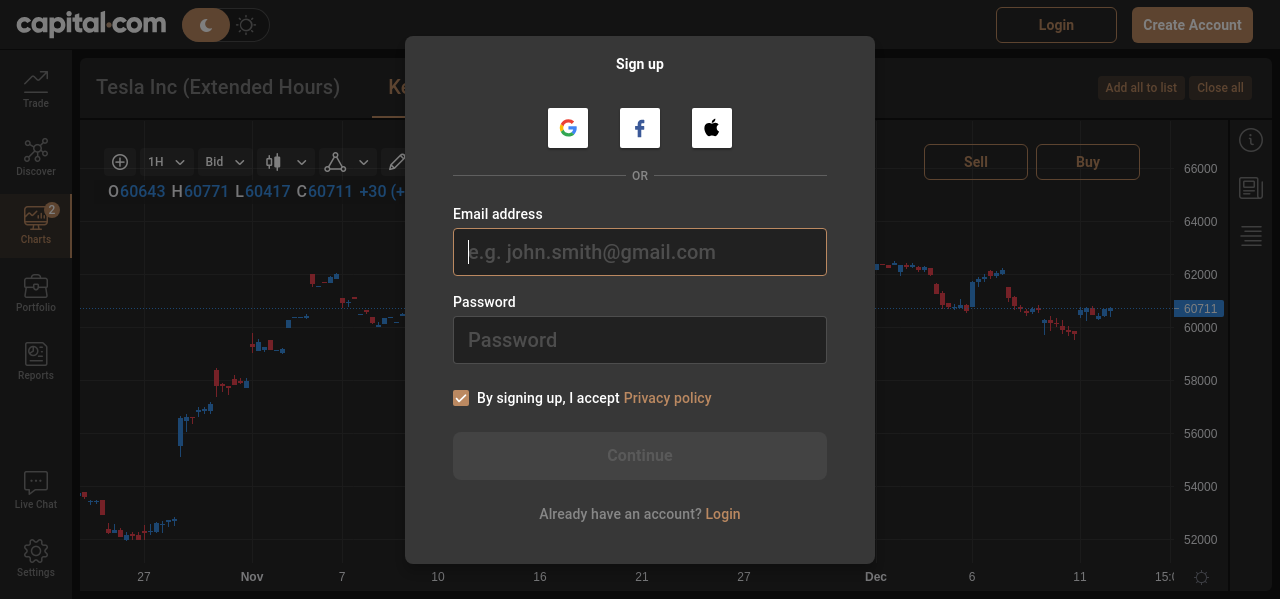 capital.com
Login
Create Account
Sign up
Tesla Inc (Extended Hours)
Ke
Add all to list
Close all
Trade
Discover
2
Charts
Portfolio
Reports
Live Chat
Settings
1H
Bid
O60643 H60771 L60417 C60711 +30 (+
Sell
Buy
OR
Email address
e.g. john.smith@gmail.com
Password
Password
By signing up, I accept Privacy policy
Continue
Already have an account? Login
66000
64000
62000
60711
60000
58000
56000
54000
52000
27
Nov
7
10
16
21
27
Dec
6
11
15:0